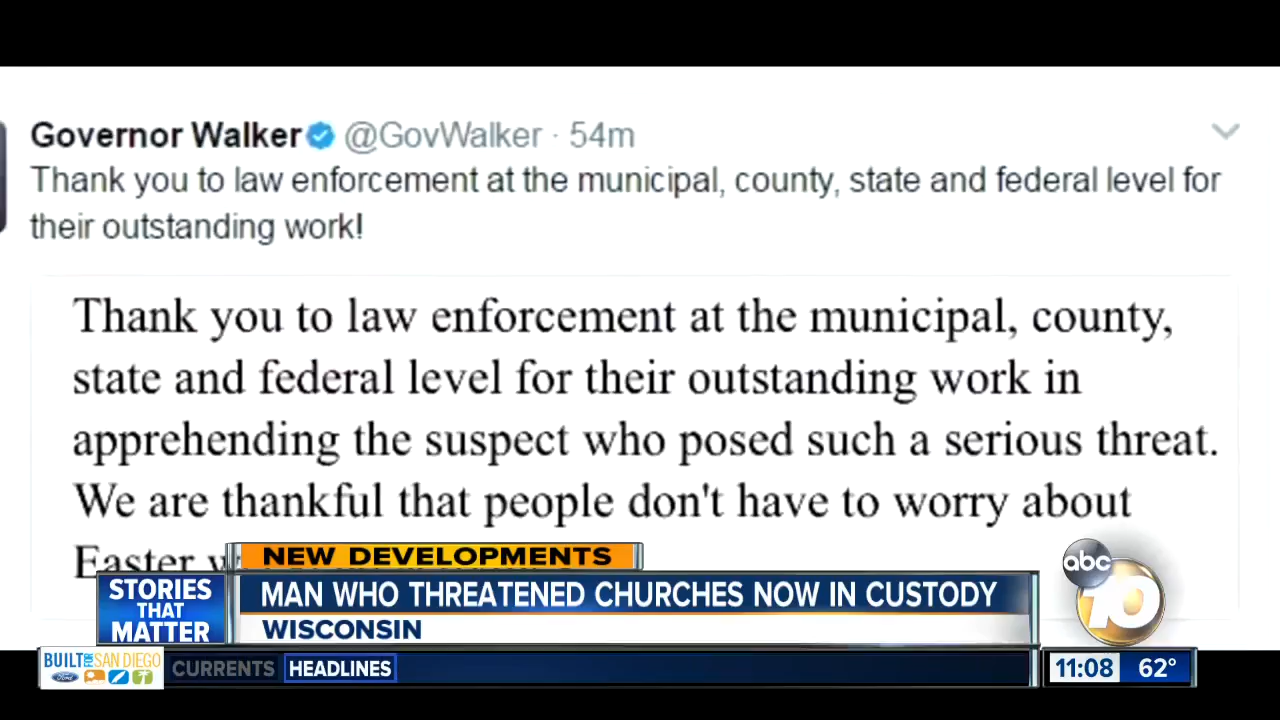 Governor Walker @GovWalker · 54m
Thank you to law enforcement at the municipal, county, state and federal level for
their outstanding work!
Thank you to law enforcement at the municipal, county,
state and federal level for their outstanding work in
apprehending the suspect who posed such a serious threat.
We are thankful that people don't have to worry about
Easter
NEW DEVELOPMENTS
STORIES
THAT
MATTER
MAN WHO THREATENED CHURCHES NOW IN CUSTODY
WISCONSIN
abc
10
BUILT FOR SAN DIEGO
Ford
CURRENTS
HEADLINES
11:08
62°